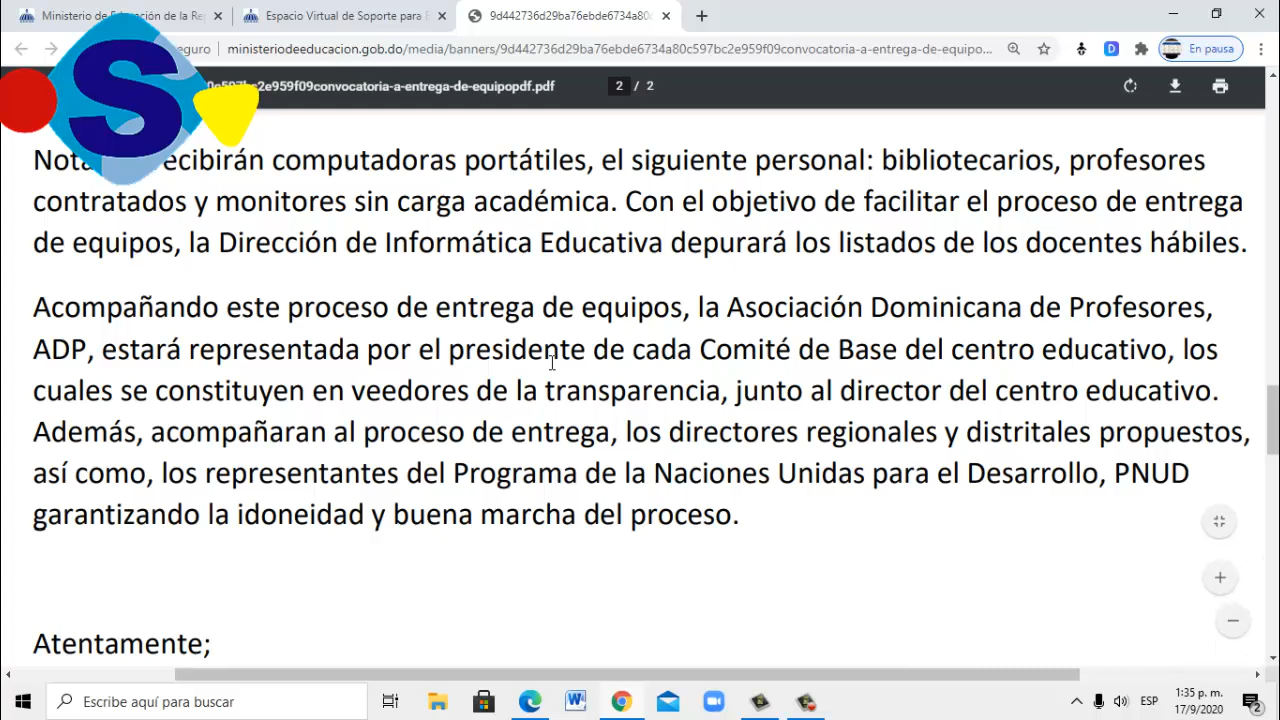 Ministerio de Educación de la Re
Espacio Virtual de Soporte para E
9d442736d29ba76ebde6734a80c
ministeriodeeducacion.gob.do/media/banners/9d442736d29ba76ebde6734a80c597bc2e959f09convocatoria-a-entrega-de-equipo...
En pausa
convocatoria-a-entrega-de-equipopdf.pdf
2 / 2
S
recibirán computadoras portátiles, el siguiente personal: bibliotecarios, profesores
contratados y monitores sin carga académica. Con el objetivo de facilitar el proceso de entrega
de equipos, la Dirección de Informática Educativa depurará los listados de los docentes hábiles.
Acompañando este proceso de entrega de equipos, la Asociación Dominicana de Profesores,
ADP, estará representada por el presidente de cada Comité de Base del centro educativo, los
cuales se constituyen en veedores de la transparencia, junto al director del centro educativo.
Además, acompañaran al proceso de entrega, los directores regionales y distritales propuestos,
así como, los representantes del Programa de la Naciones Unidas para el Desarrollo, PNUD
garantizando la idoneidad y buena marcha del proceso.
Atentamente;
Escribe aquí para buscar
ESP
1:35 p. m.
17/9/2020
2